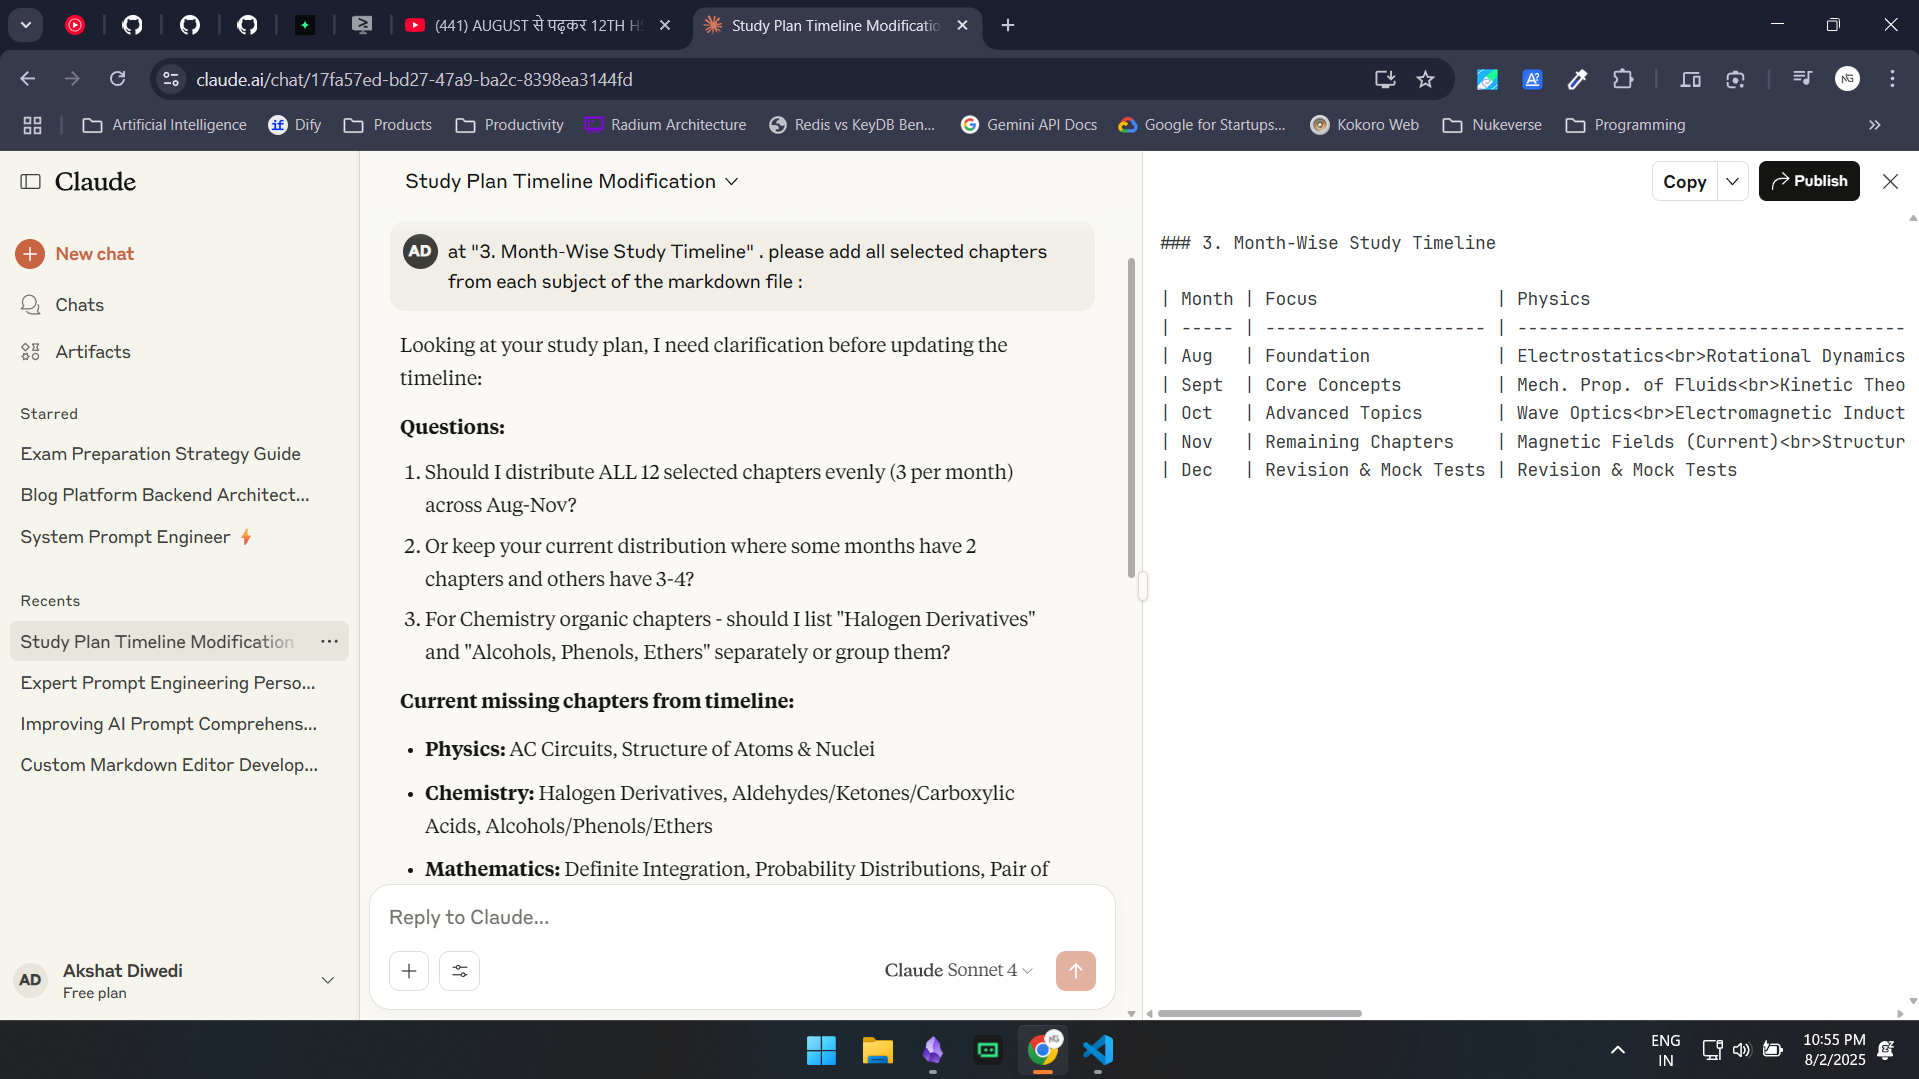 (441) AUGUST से पढ़कर 12TH HS
Study Plan Timeline Modificatio
claude.ai/chat/17fa57ed-bd27-47a9-ba2c-8398ea3144fd
NG
Artificial Intelligence
Dify
Products
Productivity
Radium Architecture
Redis vs KeyDB Ben...
Gemini API Docs
Google for Startups...
Kokoro Web
Nukeverse
Programming
Claude
New chat
Chats
Artifacts
Starred
Exam Preparation Strategy Guide
Blog Platform Backend Architect...
System Prompt Engineer
Recents
Study Plan Timeline Modification
Expert Prompt Engineering Perso...
Improving AI Prompt Comprehens...
Custom Markdown Editor Develop...
AD
Akshat Diwedi
Free plan
Study Plan Timeline Modification
AD
at "3. Month-Wise Study Timeline" . please add all selected chapters
from each subject of the markdown file :
Looking at your study plan, I need clarification before updating the
timeline:
Questions:
1. Should I distribute ALL 12 selected chapters evenly (3 per month)
across Aug-Nov?
2. Or keep your current distribution where some months have 2
chapters and others have 3-4?
3. For Chemistry organic chapters - should I list "Halogen Derivatives"
and "Alcohols, Phenols, Ethers" separately or group them?
Current missing chapters from timeline:
• Physics: AC Circuits, Structure of Atoms & Nuclei
• Chemistry: Halogen Derivatives, Aldehydes/Ketones/Carboxylic
Acids, Alcohols/Phenols/Ethers
• Mathematics: Definite Integration, Probability Distributions, Pair of
Reply to Claude...
Claude Sonnet 4
Copy
Publish
### 3. Month-Wise Study Timeline
| Month | Focus | Physics
| ----- | --------------------- | -------------------------------------
| Aug | Foundation | Electrostatics<br>Rotational Dynamics
| Sept | Core Concepts | Mech. Prop. of Fluids<br>Kinetic Theo
| Oct | Advanced Topics | Wave Optics<br>Electromagnetic Induct
| Nov | Remaining Chapters | Magnetic Fields (Current)<br>Structur
| Dec | Revision & Mock Tests | Revision & Mock Tests
NG
ENG
IN
10:55 PM
8/2/2025